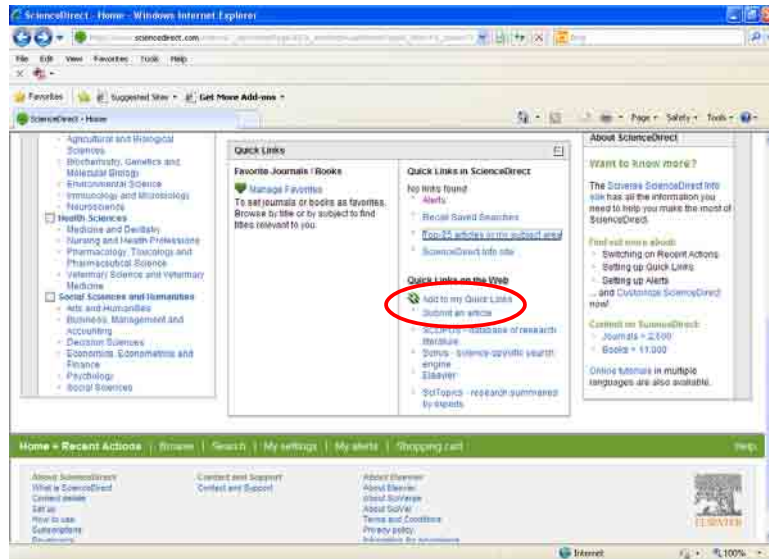 ScienceDirect - Home - Windows Internet Explorer
sciencedirect.com
File Edit View Favorites Tools Help
Favorites Suggested Sites Get More Add-ons
ScienceDirect - Home
Page Safety Tools
Agricultural and Biological
Sciences
Biochemistry, Genetics and
Molecular Biology
Environmental Science
Immunology and Microbiology
Neuroscience
Health Sciences
Medicine and Dentistry
Nursing and Health Professions
Pharmacology, Toxicology and
Pharmaceutical Science
Veterinary Science and Veterinary
Medicine
Social Sciences and Humanities
Arts and Humanities
Business, Management and
Accounting
Decision Sciences
Economics, Econometrics and
Finance
Psychology
Social Sciences
Quick Links
Favorite Journals / Books
Manage Favorites
To set journals or books as favorites,
Browse by title or by subject to find
titles relevant to you.
Quick Links in ScienceDirect
No links found
Alerts
Recall Saved Searches
Top-25 articles in my subject area
ScienceDirect Info site
Quick Links on the Web
Add to my Quick Links
Submit an article
SCOPUS - database of research
literature
Scirus - science-specific search
engine
Elsevier
SciTopics - research summarized
by experts
About ScienceDirect
Want to know more?
The SciVerse ScienceDirect Info
site has all the information you
need to help you make the most of
ScienceDirect.
Find out more about:
Switching on Recent Actions
Setting up Quick Links
Setting up Alerts
... and Customize ScienceDirect
now!
Content on ScienceDirect:
Journals > 2,500
Books > 11,000
Online tutorials in multiple
languages are also available.
Home + Recent Actions | Browse | Search | My settings | My alerts | Shopping cart Help
About ScienceDirect
What is ScienceDirect
Content details
Set up
How to use
Subscriptions
Developers
Contact and Support
Contact and Support
About Elsevier
About Elsevier
About SciVerse
About SciVal
Terms and Conditions
Privacy policy
Information for advertisers
ELSEVIER
Internet 100%